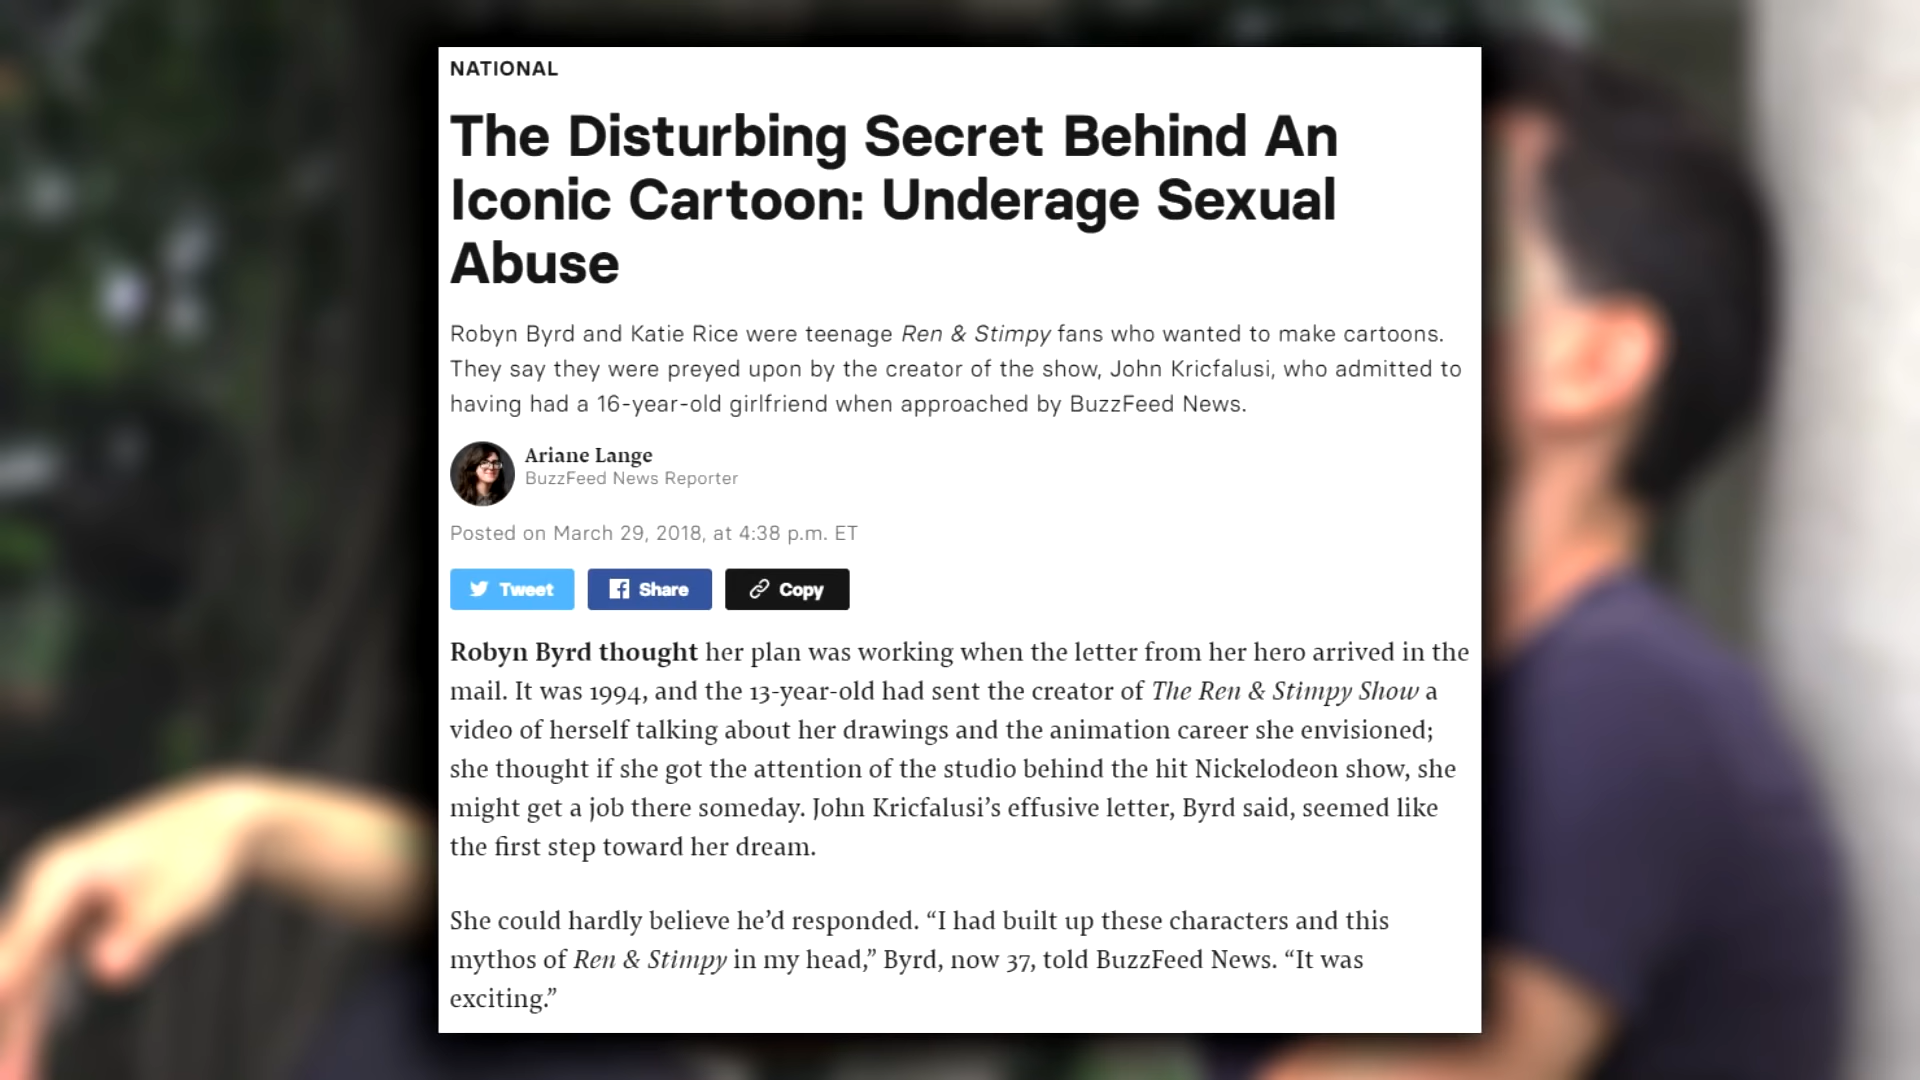 NATIONAL
The Disturbing Secret Behind An
Iconic Cartoon: Underage Sexual
Abuse
Robyn Byrd and Katie Rice were teenage Ren & Stimpy fans who wanted to make cartoons.
They say they were preyed upon by the creator of the show, John Kricfalusi, who admitted to
having had a 16-year-old girlfriend when approached by BuzzFeed News.
Ariane Lange
BuzzFeed News Reporter
Posted on March 29, 2018, at 4:38 p.m. ET
Tweet Share Copy
Robyn Byrd thought her plan was working when the letter from her hero arrived in the
mail. It was 1994, and the 13-year-old had sent the creator of The Ren & Stimpy Show a
video of herself talking about her drawings and the animation career she envisioned;
she thought if she got the attention of the studio behind the hit Nickelodeon show, she
might get a job there someday. John Kricfalusi’s effusive letter, Byrd said, seemed like
the first step toward her dream.
She could hardly believe he’d responded. “I had built up these characters and this
mythos of Ren & Stimpy in my head,” Byrd, now 37, told BuzzFeed News. “It was
exciting.”